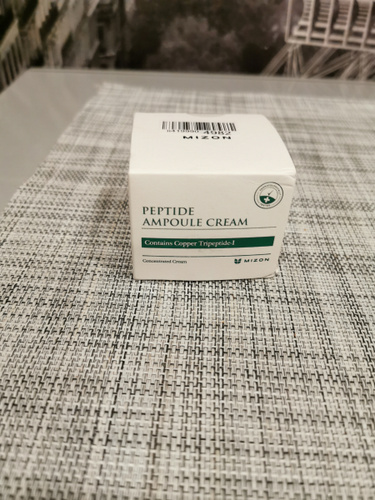 MIZON
PEPTIDE
AMPOULE CREAM
Contains Copper Tripeptide-1
Concentrated Cream
MIZON